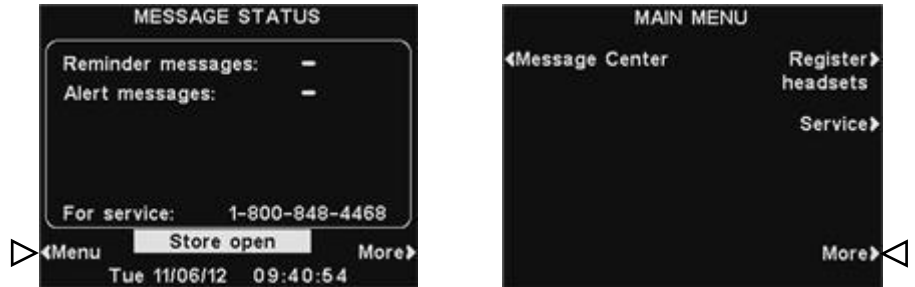 MESSAGE STATUS
Reminder messages: –
Alert messages: –
For service: 1-800-848-4468
Store open
Menu More
Tue 11/06/12 09:40:54
MAIN MENU
Message Center Register
headsets
Service
More